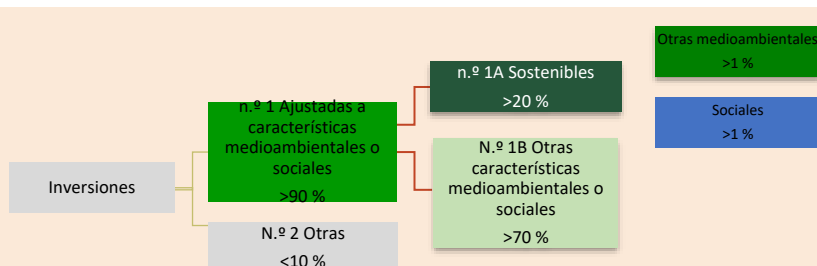 Inversiones
n.º 1 Ajustadas a
características
medioambientales o
sociales
>90 %
N.º 2 Otras
<10 %
n.º 1A Sostenibles
>20 %
N.º 1B Otras
características
medioambientales o
sociales
>70 %
Otras medioambientales
>1 %
Sociales
>1 %